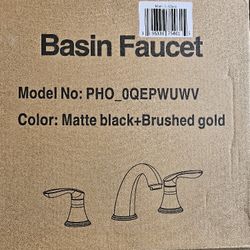 Basin Faucet
Model No: PHO_0QEPWUWV
Color: Matte black+Brushed gold